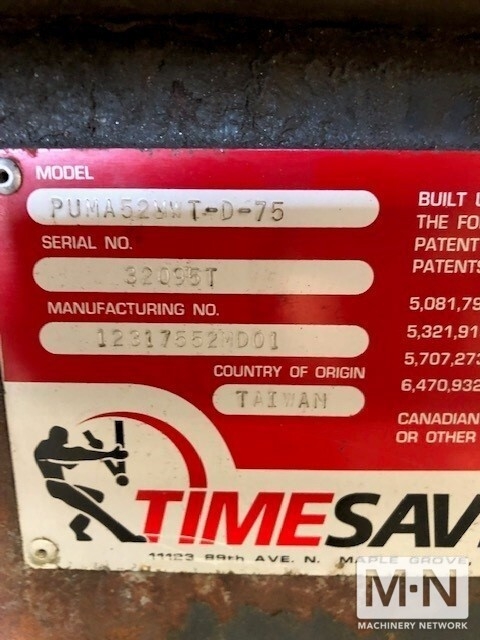 MODEL
PUMA52WWT-D-75
SERIAL NO.
32095T
MANUFACTURING NO.
12317552MD01
COUNTRY OF ORIGIN
TAIWAN
BUILT U
THE FO
PATENT
PATENTS
5,081,79
5,321,91
5,707,273
6,470,932
CANADIAN
OR OTHER
TIMESAV
11123 89th AVE. N. MAPLE GROVE,
M·N
MACHINERY NETWORK